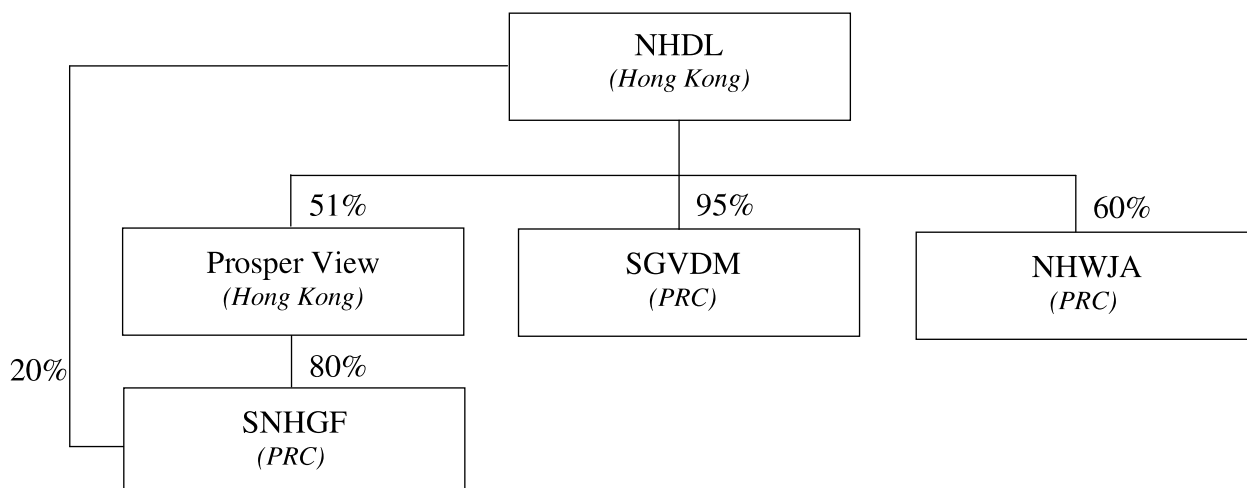 NHDL
(Hong Kong)
51%
95%
60%
Prosper View
(Hong Kong)
SGVDM
(PRC)
NHWJA
(PRC)
20%
80%
SNHGF
(PRC)